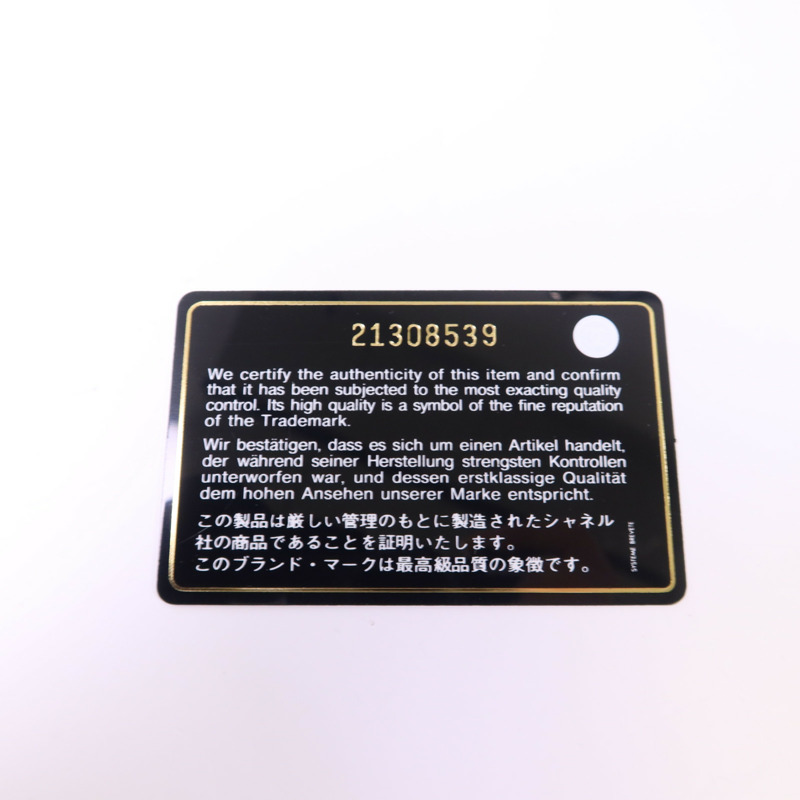 21308539
We certify the authenticity of this item and confirm
that it has been subjected to the most exacting quality
control. Its high quality is a symbol of the fine reputation
of the Trademark.
Wir bestätigen, dass es sich um einen Artikel handelt,
der während seiner Herstellung strengsten Kontrollen
unterworfen war, und dessen erstklassige Qualität
dem hohen Ansehen unserer Marke entspricht.
この製品は厳しい管理のもとに製造されたシャネル
社の商品であることを証明いたします。
このブランド・マークは最高級品質の象徴です。
SYSTEME BREVETE